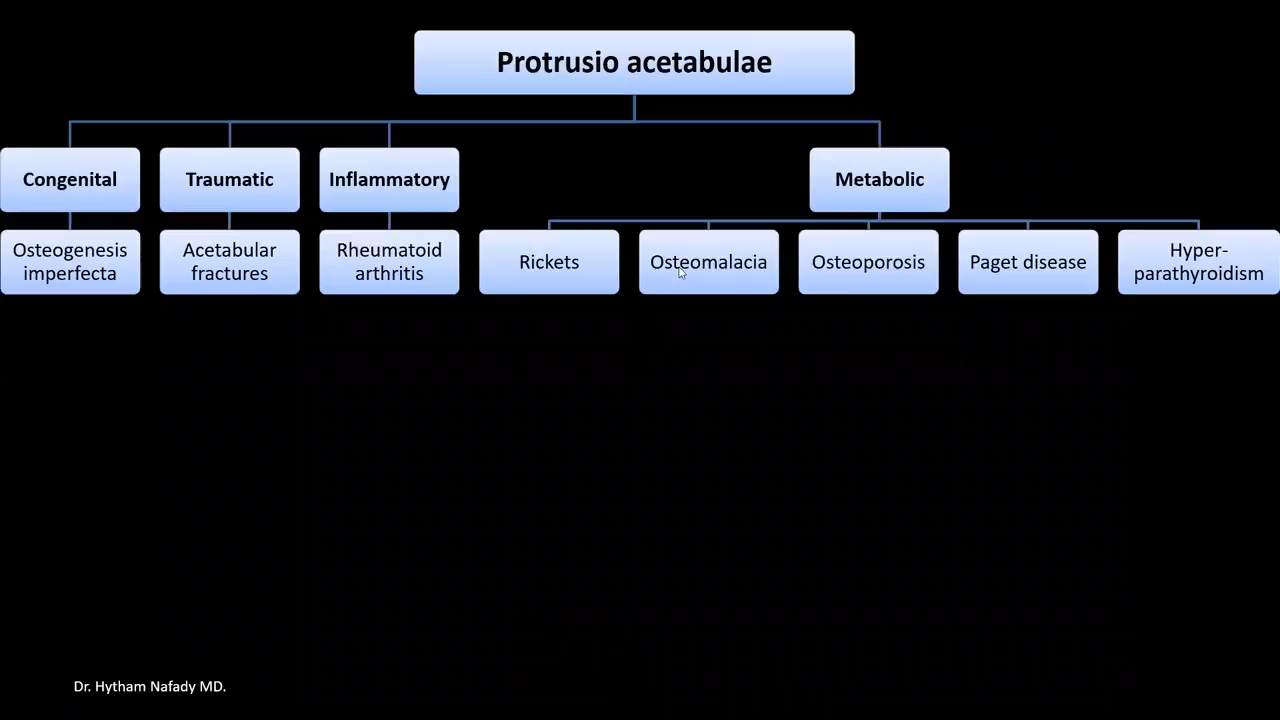 Protrusio acetabulae
Congenital
Traumatic
Inflammatory
Metabolic
Osteogenesis
imperfecta
Acetabular
fractures
Rheumatoid
arthritis
Rickets
Osteomalacia
Osteoporosis
Paget disease
Hyper-
parathyroidism
Dr. Hytham Nafady MD.